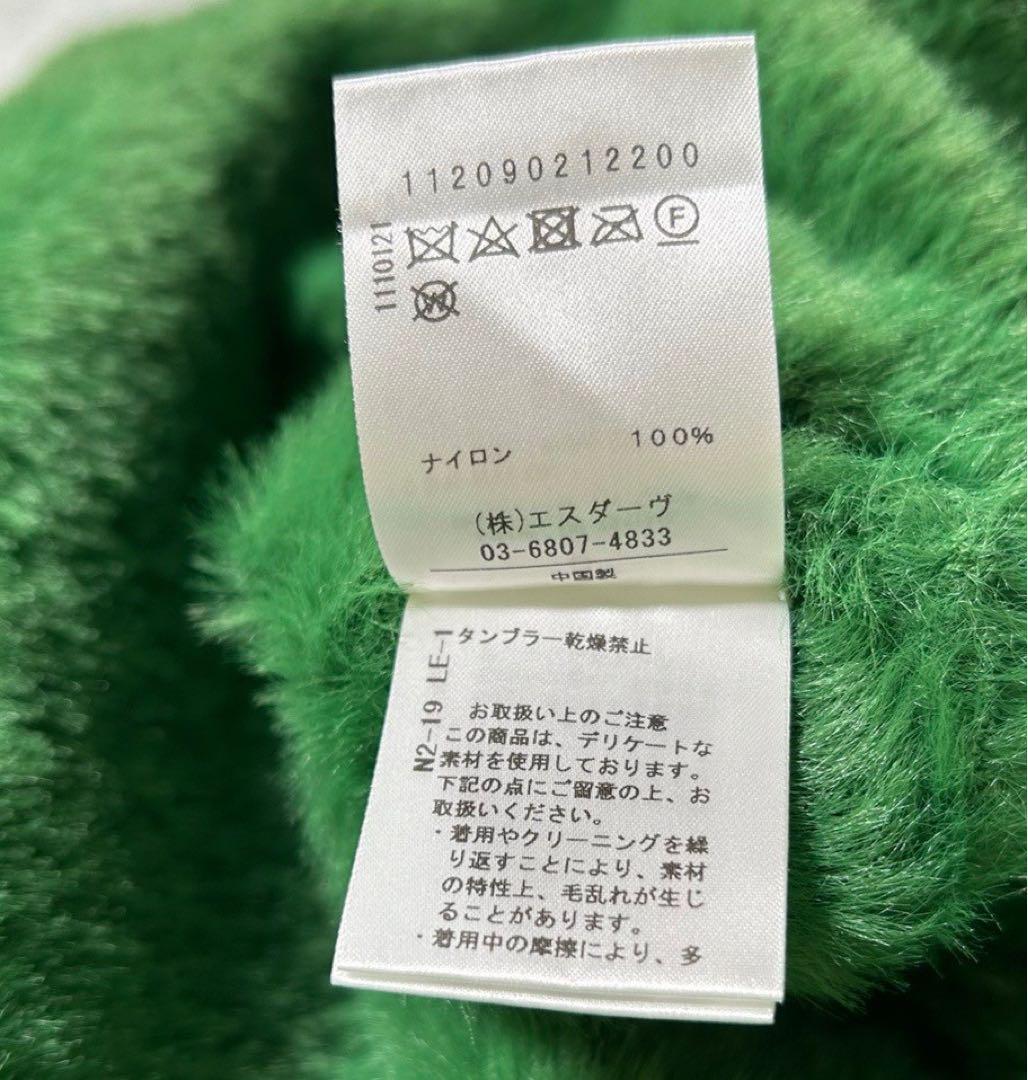 112090212200
1110121
F
W
ナイロン 100%
(株)エスダーヴ
03-6807-4833
中国製
タンブラー乾燥禁止
N2-19 LE-1
お取扱い上のご注意
この商品は、デリケートな
素材を使用しております。
下記の点にご留意の上、お
取扱いください。
・着用やクリーニングを繰
り返すことにより、素材
の特性上、毛乱れが生じ
ることがあります。
・着用中の摩擦により、多